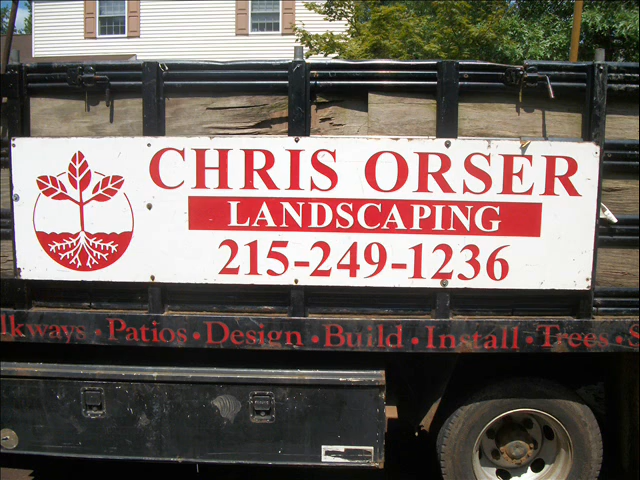 CHRIS ORSER
LANDSCAPING
215-249-1236
lkways • Patios • Design • Build • Install • Trees • S